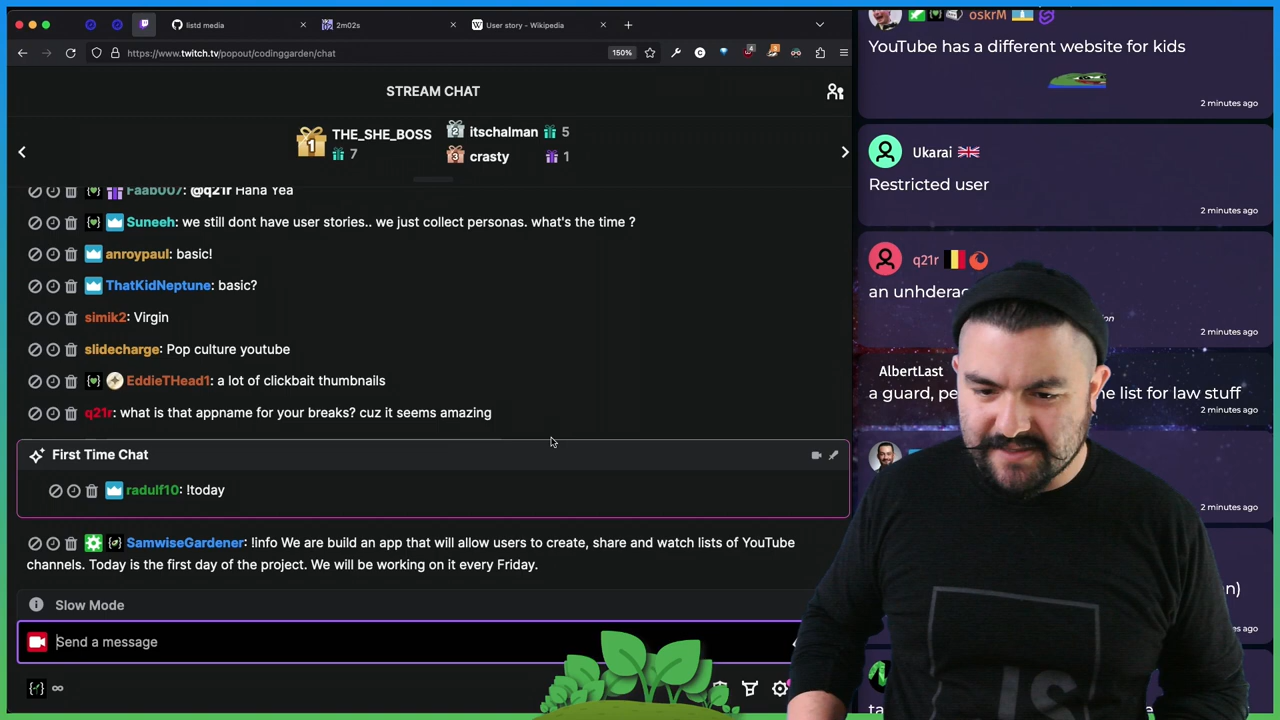 listd media
2m02s
User story - Wikipedia
https://www.twitch.tv/popout/codinggarden/chat
150%
STREAM CHAT
1 THE_SHE_BOSS 7
2 itschalman 5
3 crasty 1
Faab007: @q21r Hana Yea
Suneeh: we still dont have user stories.. we just collect personas. what's the time ?
anroypaul: basic!
ThatKidNeptune: basic?
simik2: Virgin
slidecharge: Pop culture youtube
EddieTHead1: a lot of clickbait thumbnails
q21r: what is that appname for your breaks? cuz it seems amazing
First Time Chat
radulf10: !today
SamwiseGardener: !info We are build an app that will allow users to create, share and watch lists of YouTube
channels. Today is the first day of the project. We will be working on it every Friday.
Slow Mode
Send a message
∞
oskrM
YouTube has a different website for kids
2 minutes ago
Ukarai
Restricted user
2 minutes ago
q21r
an
2 minutes ago
AlbertLast
a guard, list for law stuff
2 minutes ago
2 minutes ago
JS